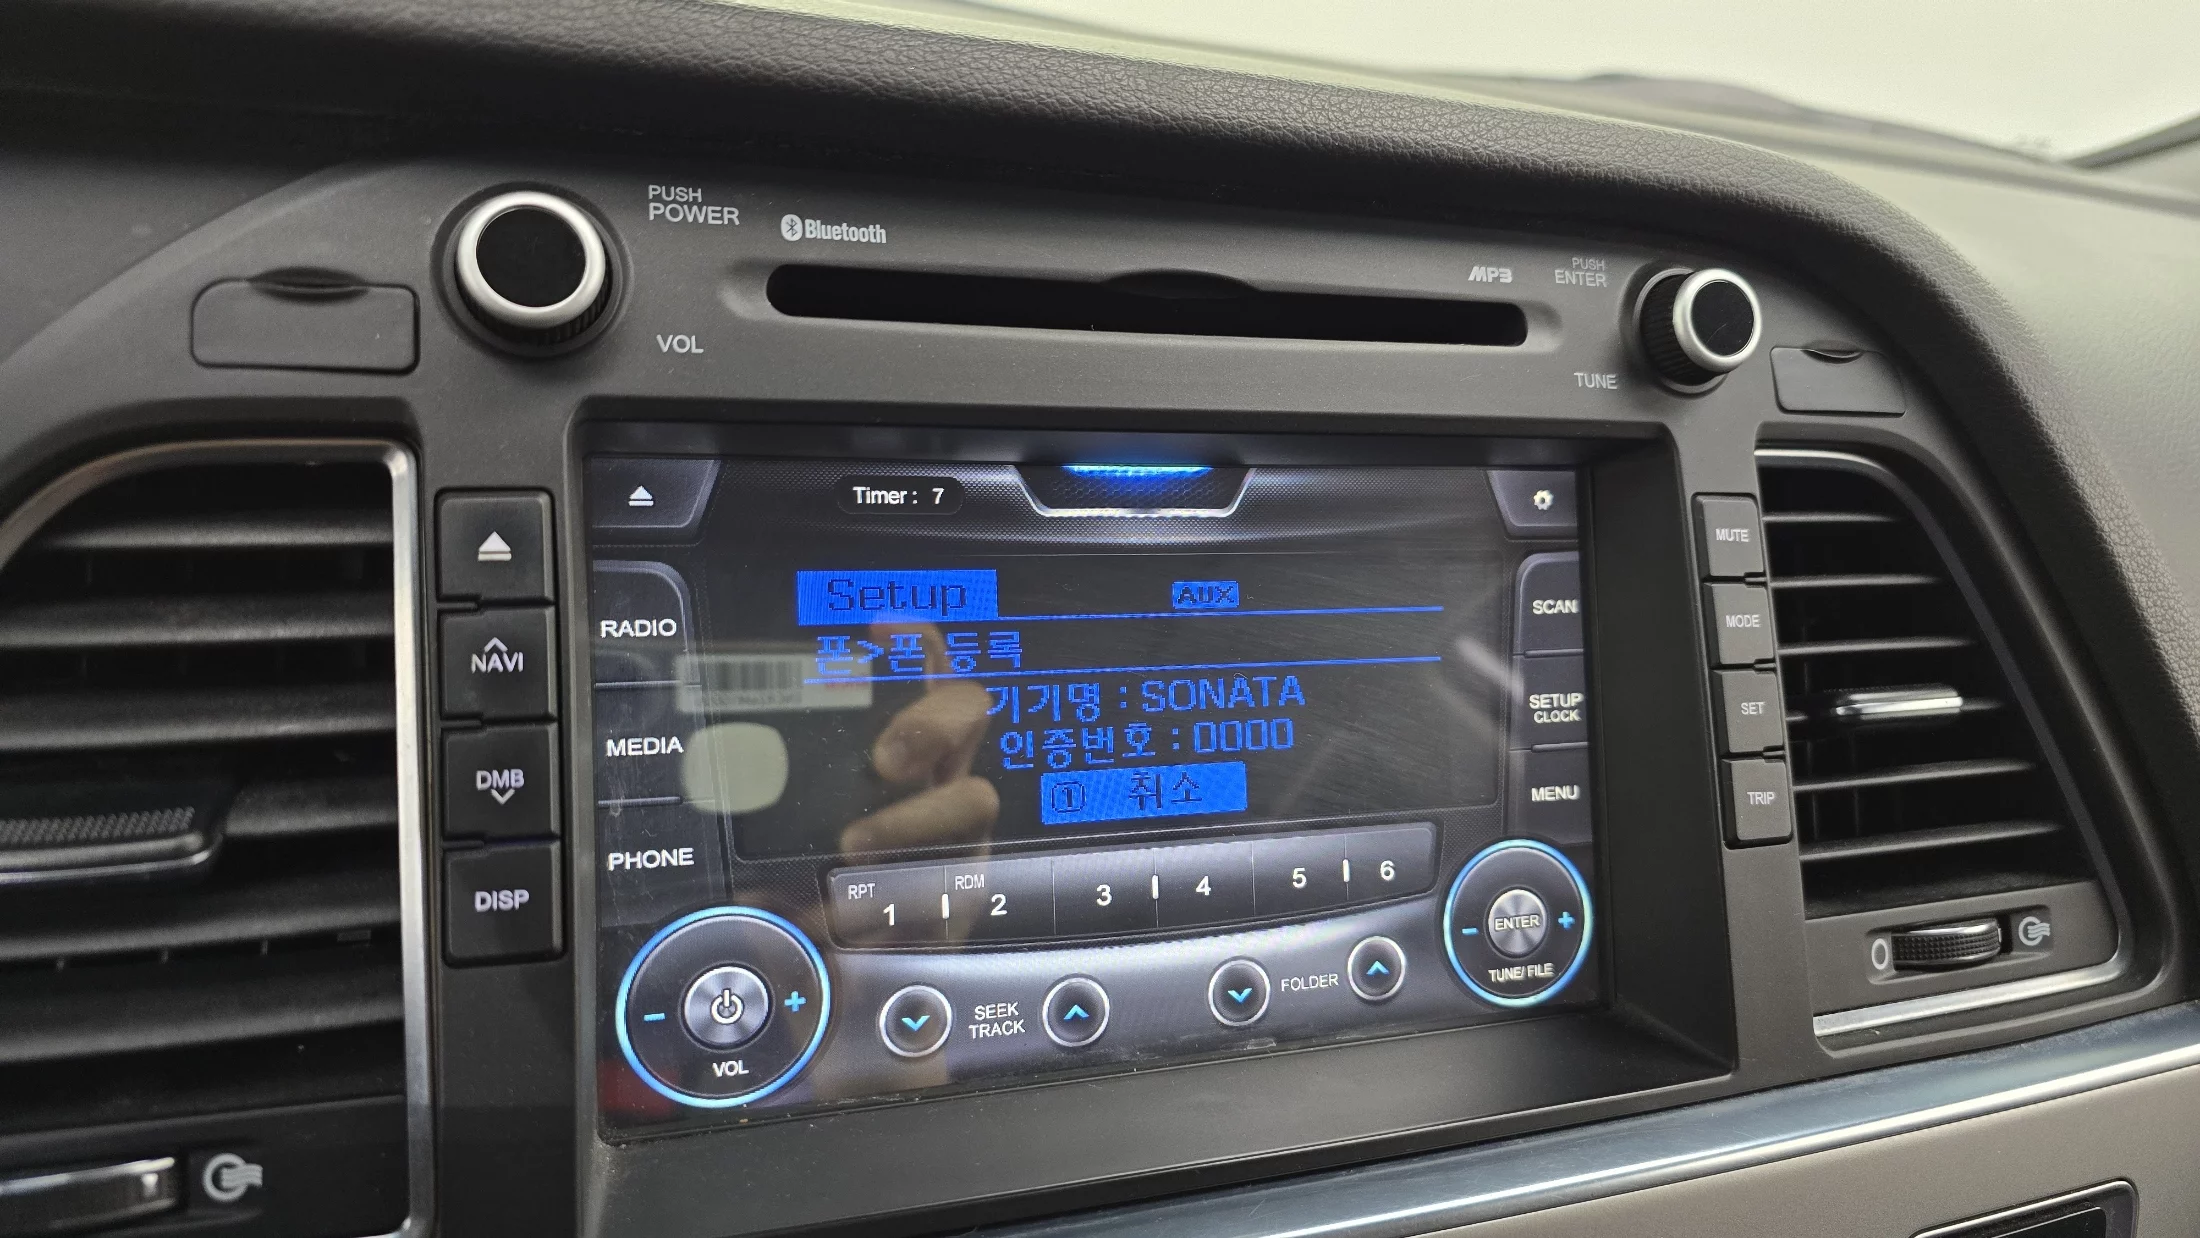 PUSH
POWER
Bluetooth
VOL
MP3
PUSH
ENTER
TUNE
NAVI
DMB
DISP
MUTE
MODE
SET
TRIP
Timer : 7
RADIO
MEDIA
PHONE
SCAN
SETUP
CLOCK
MENU
Setup AUX
폰>폰 등록
기기명 : SONATA
인증번호 : 0000
① 취소
RPT 1 RDM 2 3 4 5 6
VOL
SEEK
TRACK
FOLDER
ENTER
TUNE/ FILE